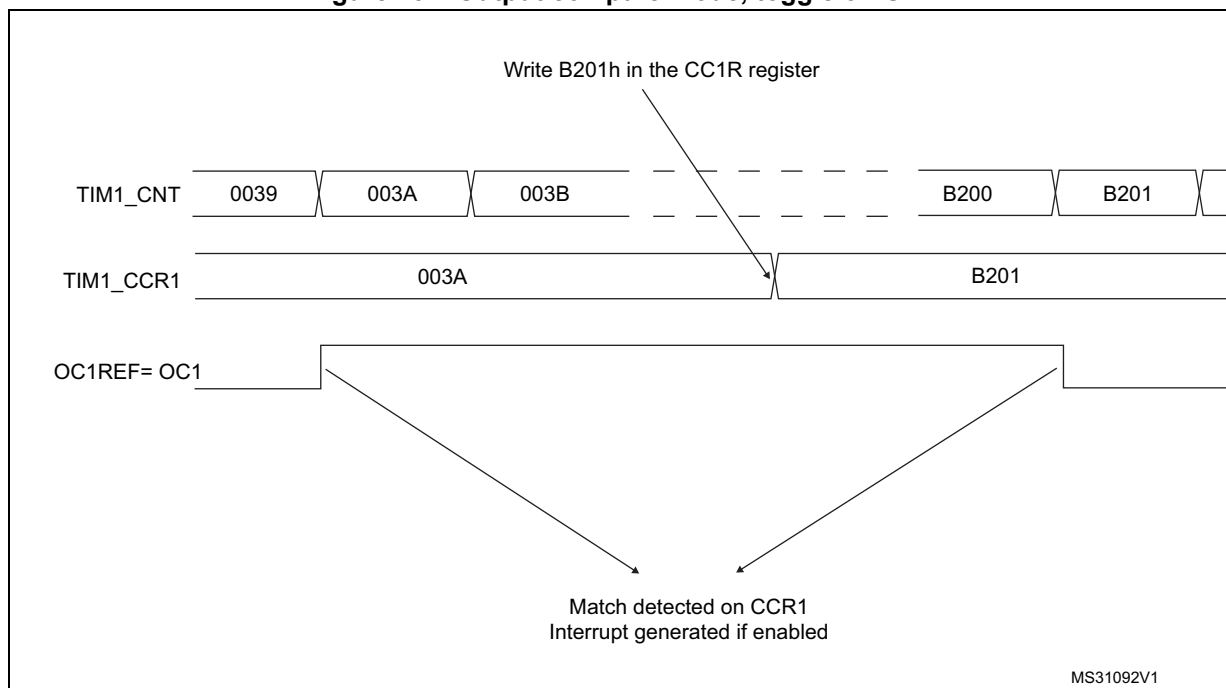 Write B201h in the CC1R register
TIM1_CNT 0039 003A 003B B200 B201
TIM1_CCR1 003A B201
OC1REF= OC1
Match detected on CCR1
Interrupt generated if enabled
MS31092V1